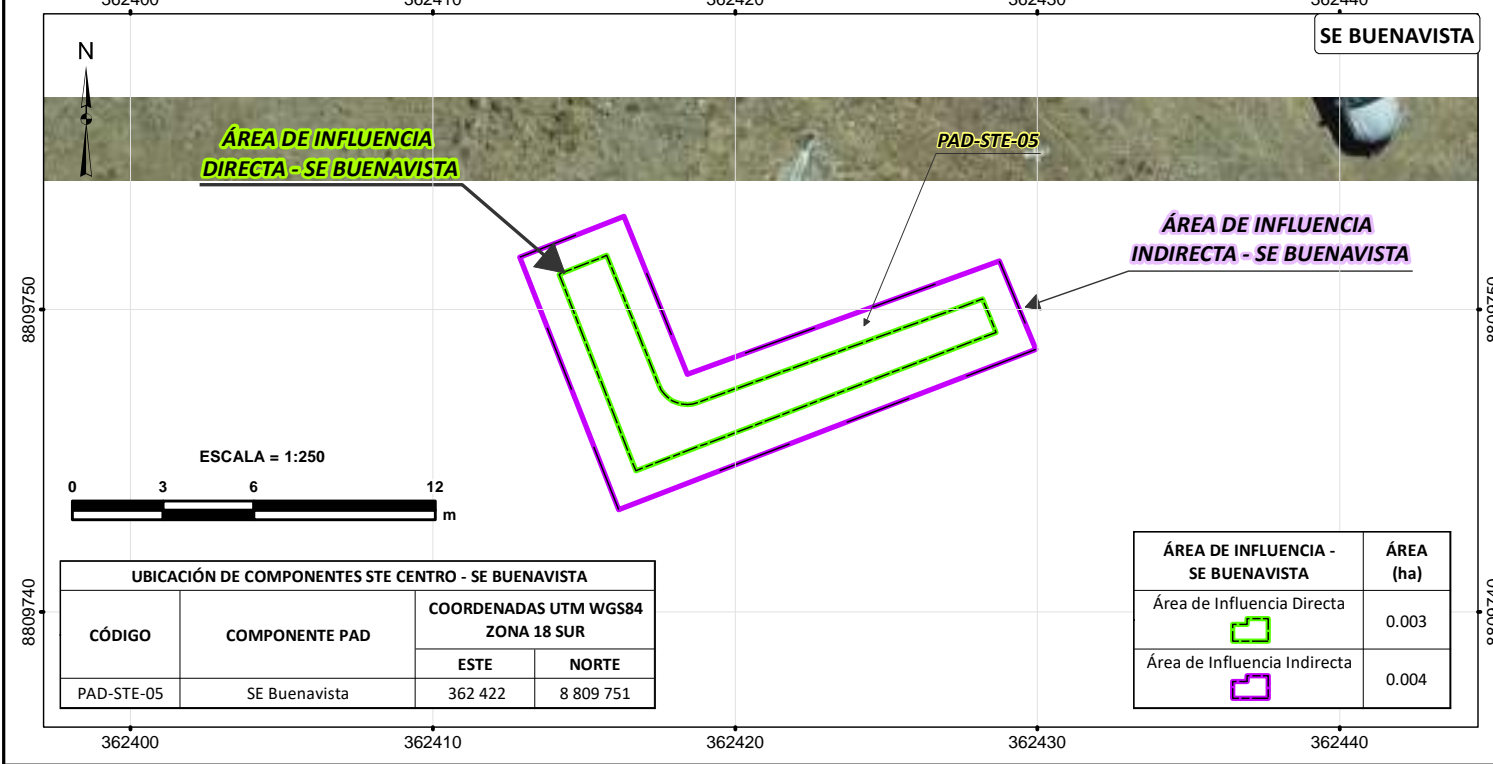 362400 362410 362420 362430 362440
SE BUENAVISTA
N
ÁREA DE INFLUENCIA
DIRECTA - SE BUENAVISTA
PAD-STE-05
ÁREA DE INFLUENCIA
INDIRECTA - SE BUENAVISTA
8809750 8809750
ESCALA = 1:250
0 3 6 12
m
8809740 8809740
UBICACIÓN DE COMPONENTES STE CENTRO - SE BUENAVISTA
CÓDIGO COMPONENTE PAD COORDENADAS UTM WGS84
ZONA 18 SUR
ESTE NORTE
PAD-STE-05 SE Buenavista 362 422 8 809 751
ÁREA DE INFLUENCIA - ÁREA
SE BUENAVISTA (ha)
Área de Influencia Directa 0.003
Área de Influencia Indirecta 0.004
362400 362410 362420 362430 362440